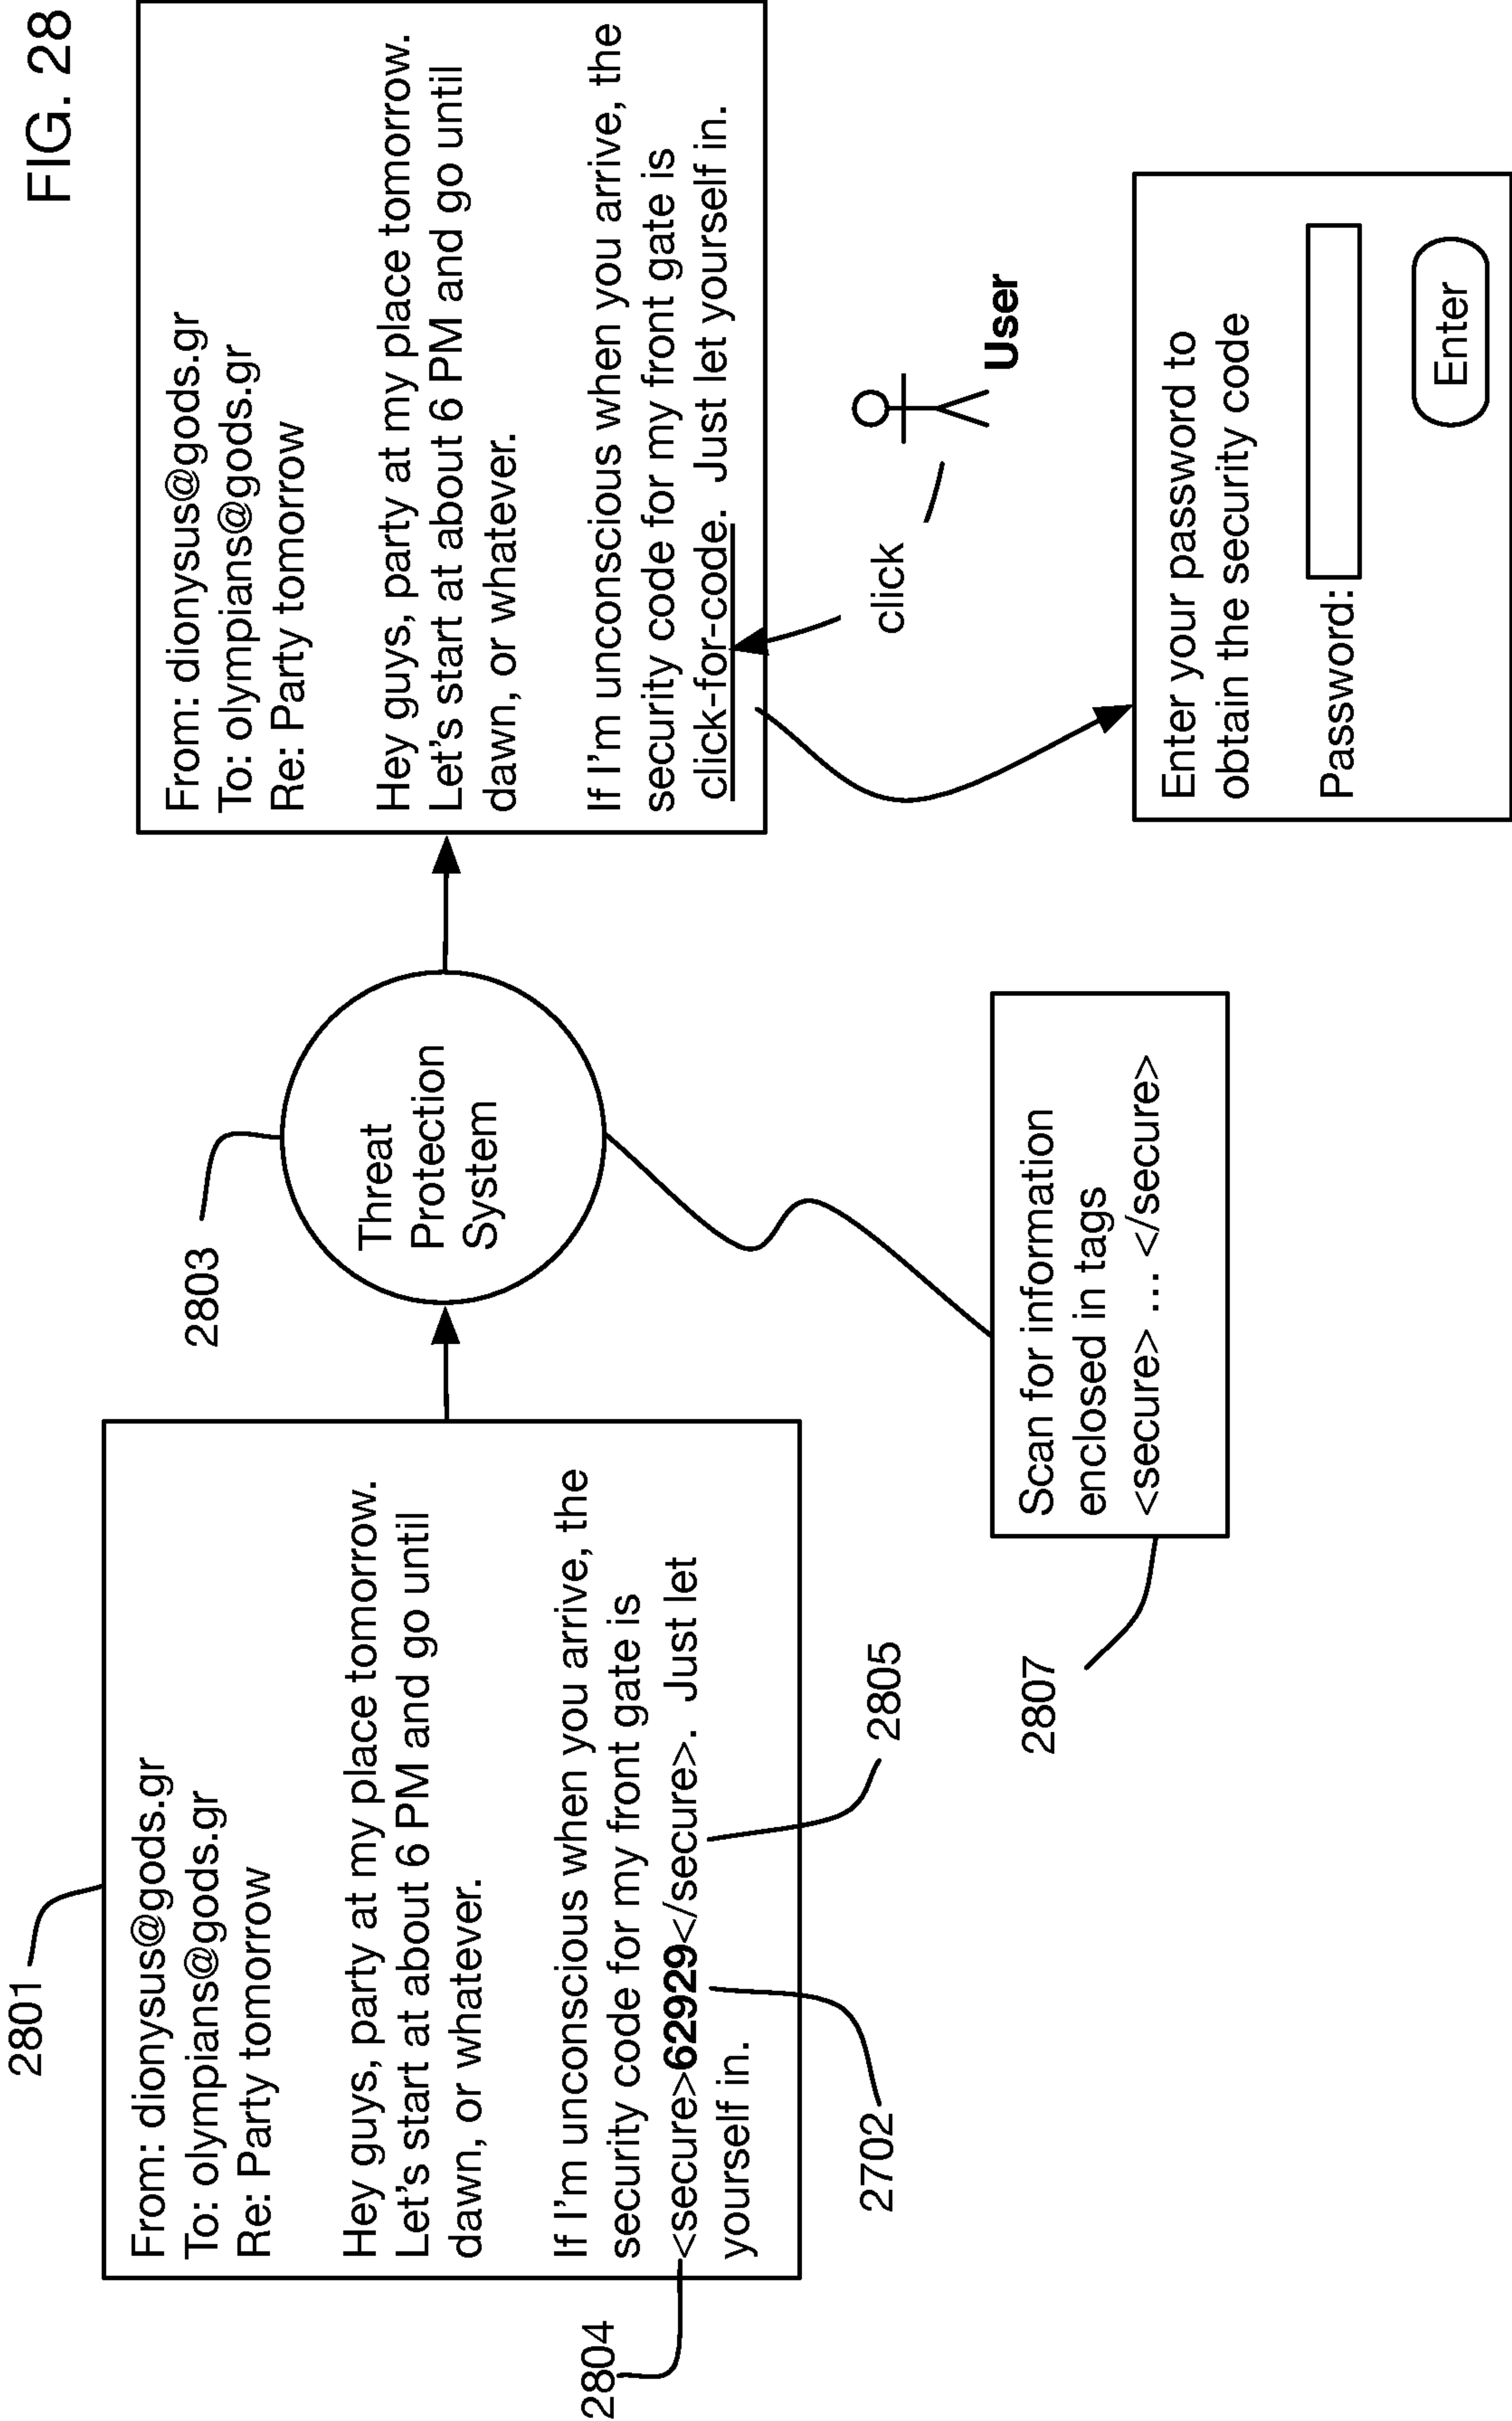 FIG. 28
2801
From: dionysus@gods.gr
To: olympians@gods.gr
Re: Party tomorrow
Hey guys, party at my place tomorrow.
Let's start at about 6 PM and go until
dawn, or whatever.
If I'm unconscious when you arrive, the
security code for my front gate is
<secure>62929</secure>. Just let
yourself in.
2804
2702
2805
2803
Threat
Protection
System
2807
Scan for information
enclosed in tags
<secure> ... </secure>
From: dionysus@gods.gr
To: olympians@gods.gr
Re: Party tomorrow
Hey guys, party at my place tomorrow.
Let's start at about 6 PM and go until
dawn, or whatever.
If I'm unconscious when you arrive, the
security code for my front gate is
click-for-code. Just let yourself in.
click
User
Enter your password to
obtain the security code
Password:
Enter